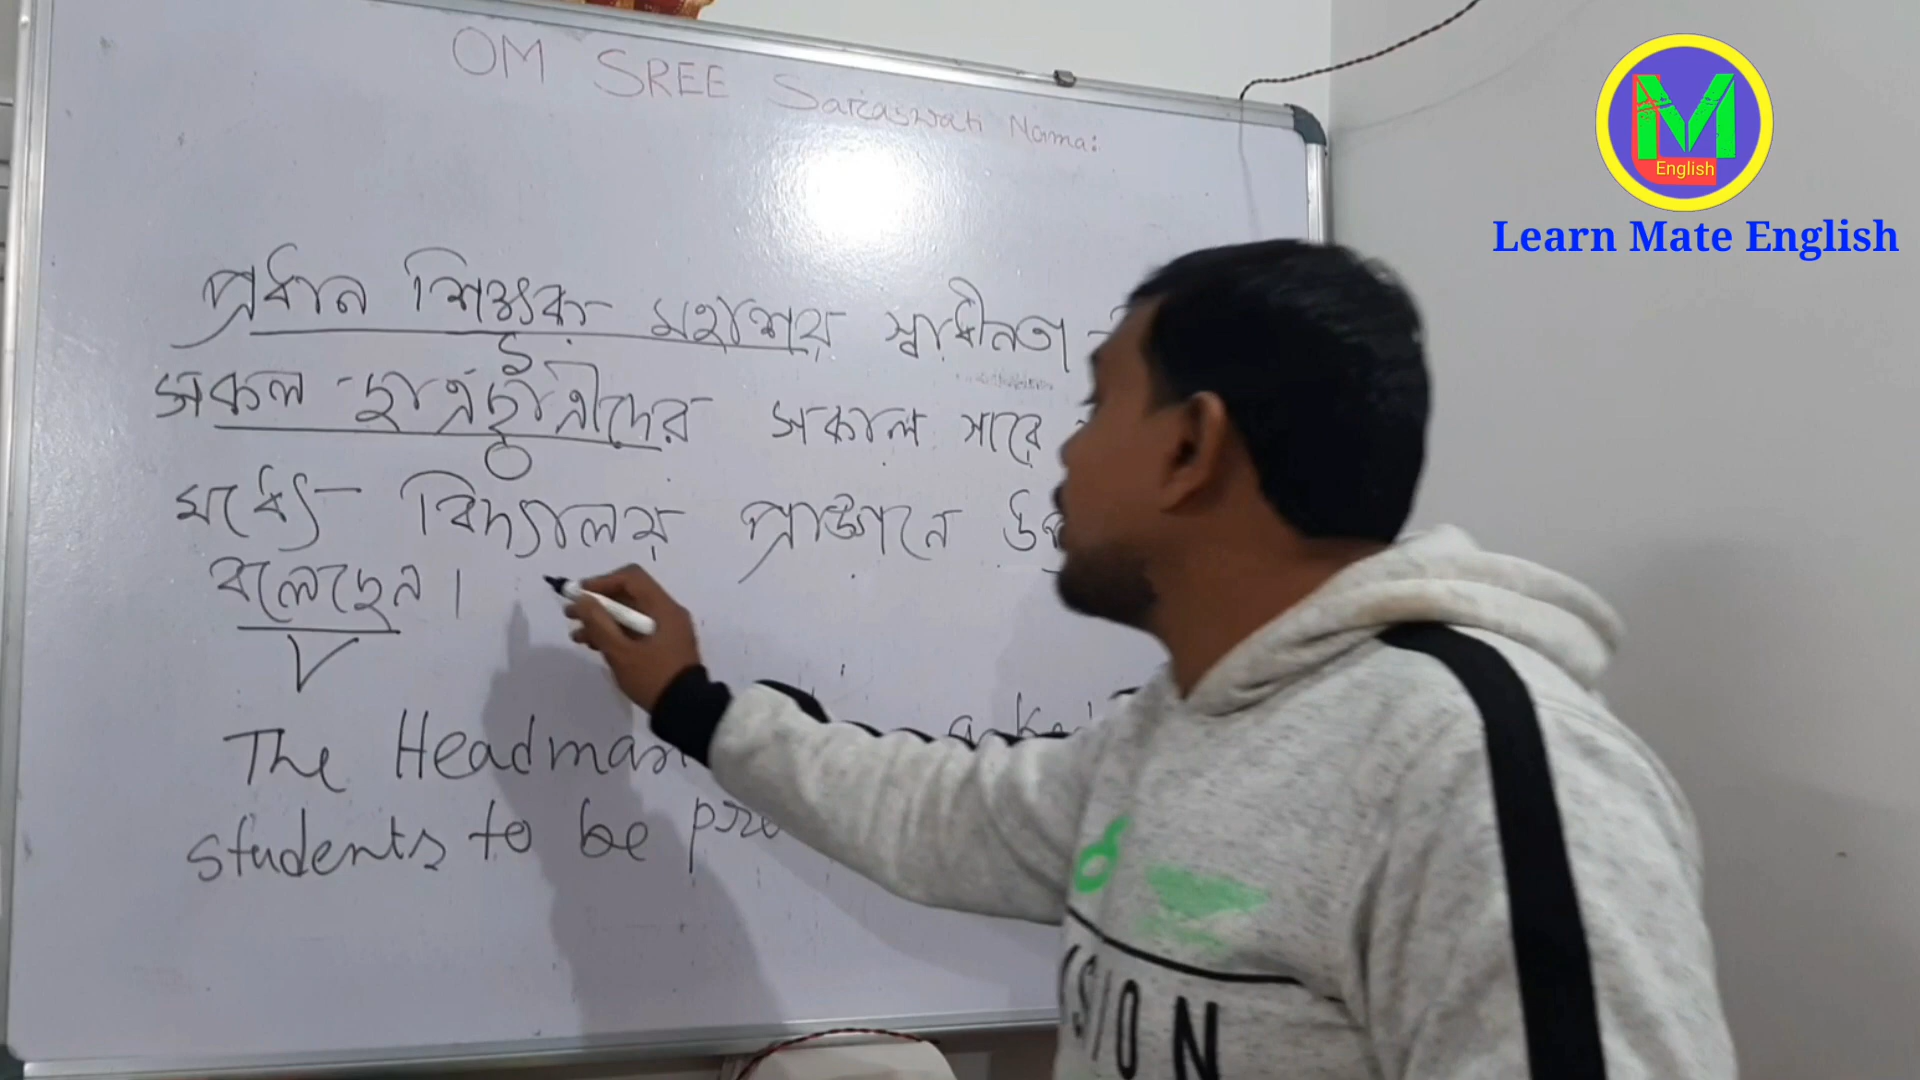 OM SREE Saraswati Nama:
প্রধান শিক্ষক মহাশয় স্বাধীনতা
S
সকল ছাত্রছাত্রীদের সকাল সারে
O
মধ্যে বিদ্যালয় প্রাঙ্গনে
বলেছেন।
V
The
students to be
English
Learn Mate English